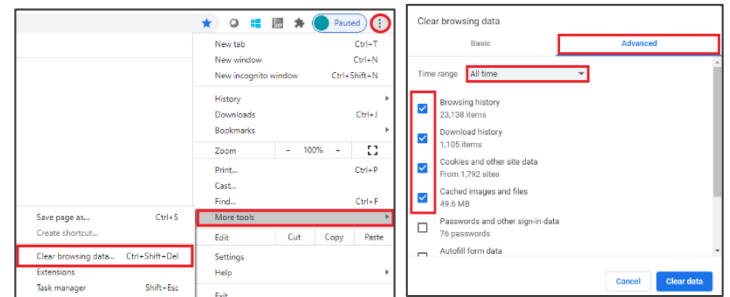 Paused
New tab Ctrl+T
New window Ctrl+N
New incognito window Ctrl+Shift+N
History
Downloads Ctrl+J
Bookmarks
Zoom - 100% +
Print... Ctrl+P
Cast...
Find... Ctrl+F
More tools
Edit Cut Copy Paste
Settings
Help
Exit
Save page as... Ctrl+S
Create shortcut...
Clear browsing data... Ctrl+Shift+Del
Extensions
Task manager Shift+Esc
Clear browsing data
Basic Advanced
Time range All time
Browsing history
23,138 items
Download history
1,105 items
Cookies and other site data
From 1,792 sites
Cached images and files
49.6 MB
Passwords and other sign-in data
76 passwords
Autofill form data
Cancel Clear data